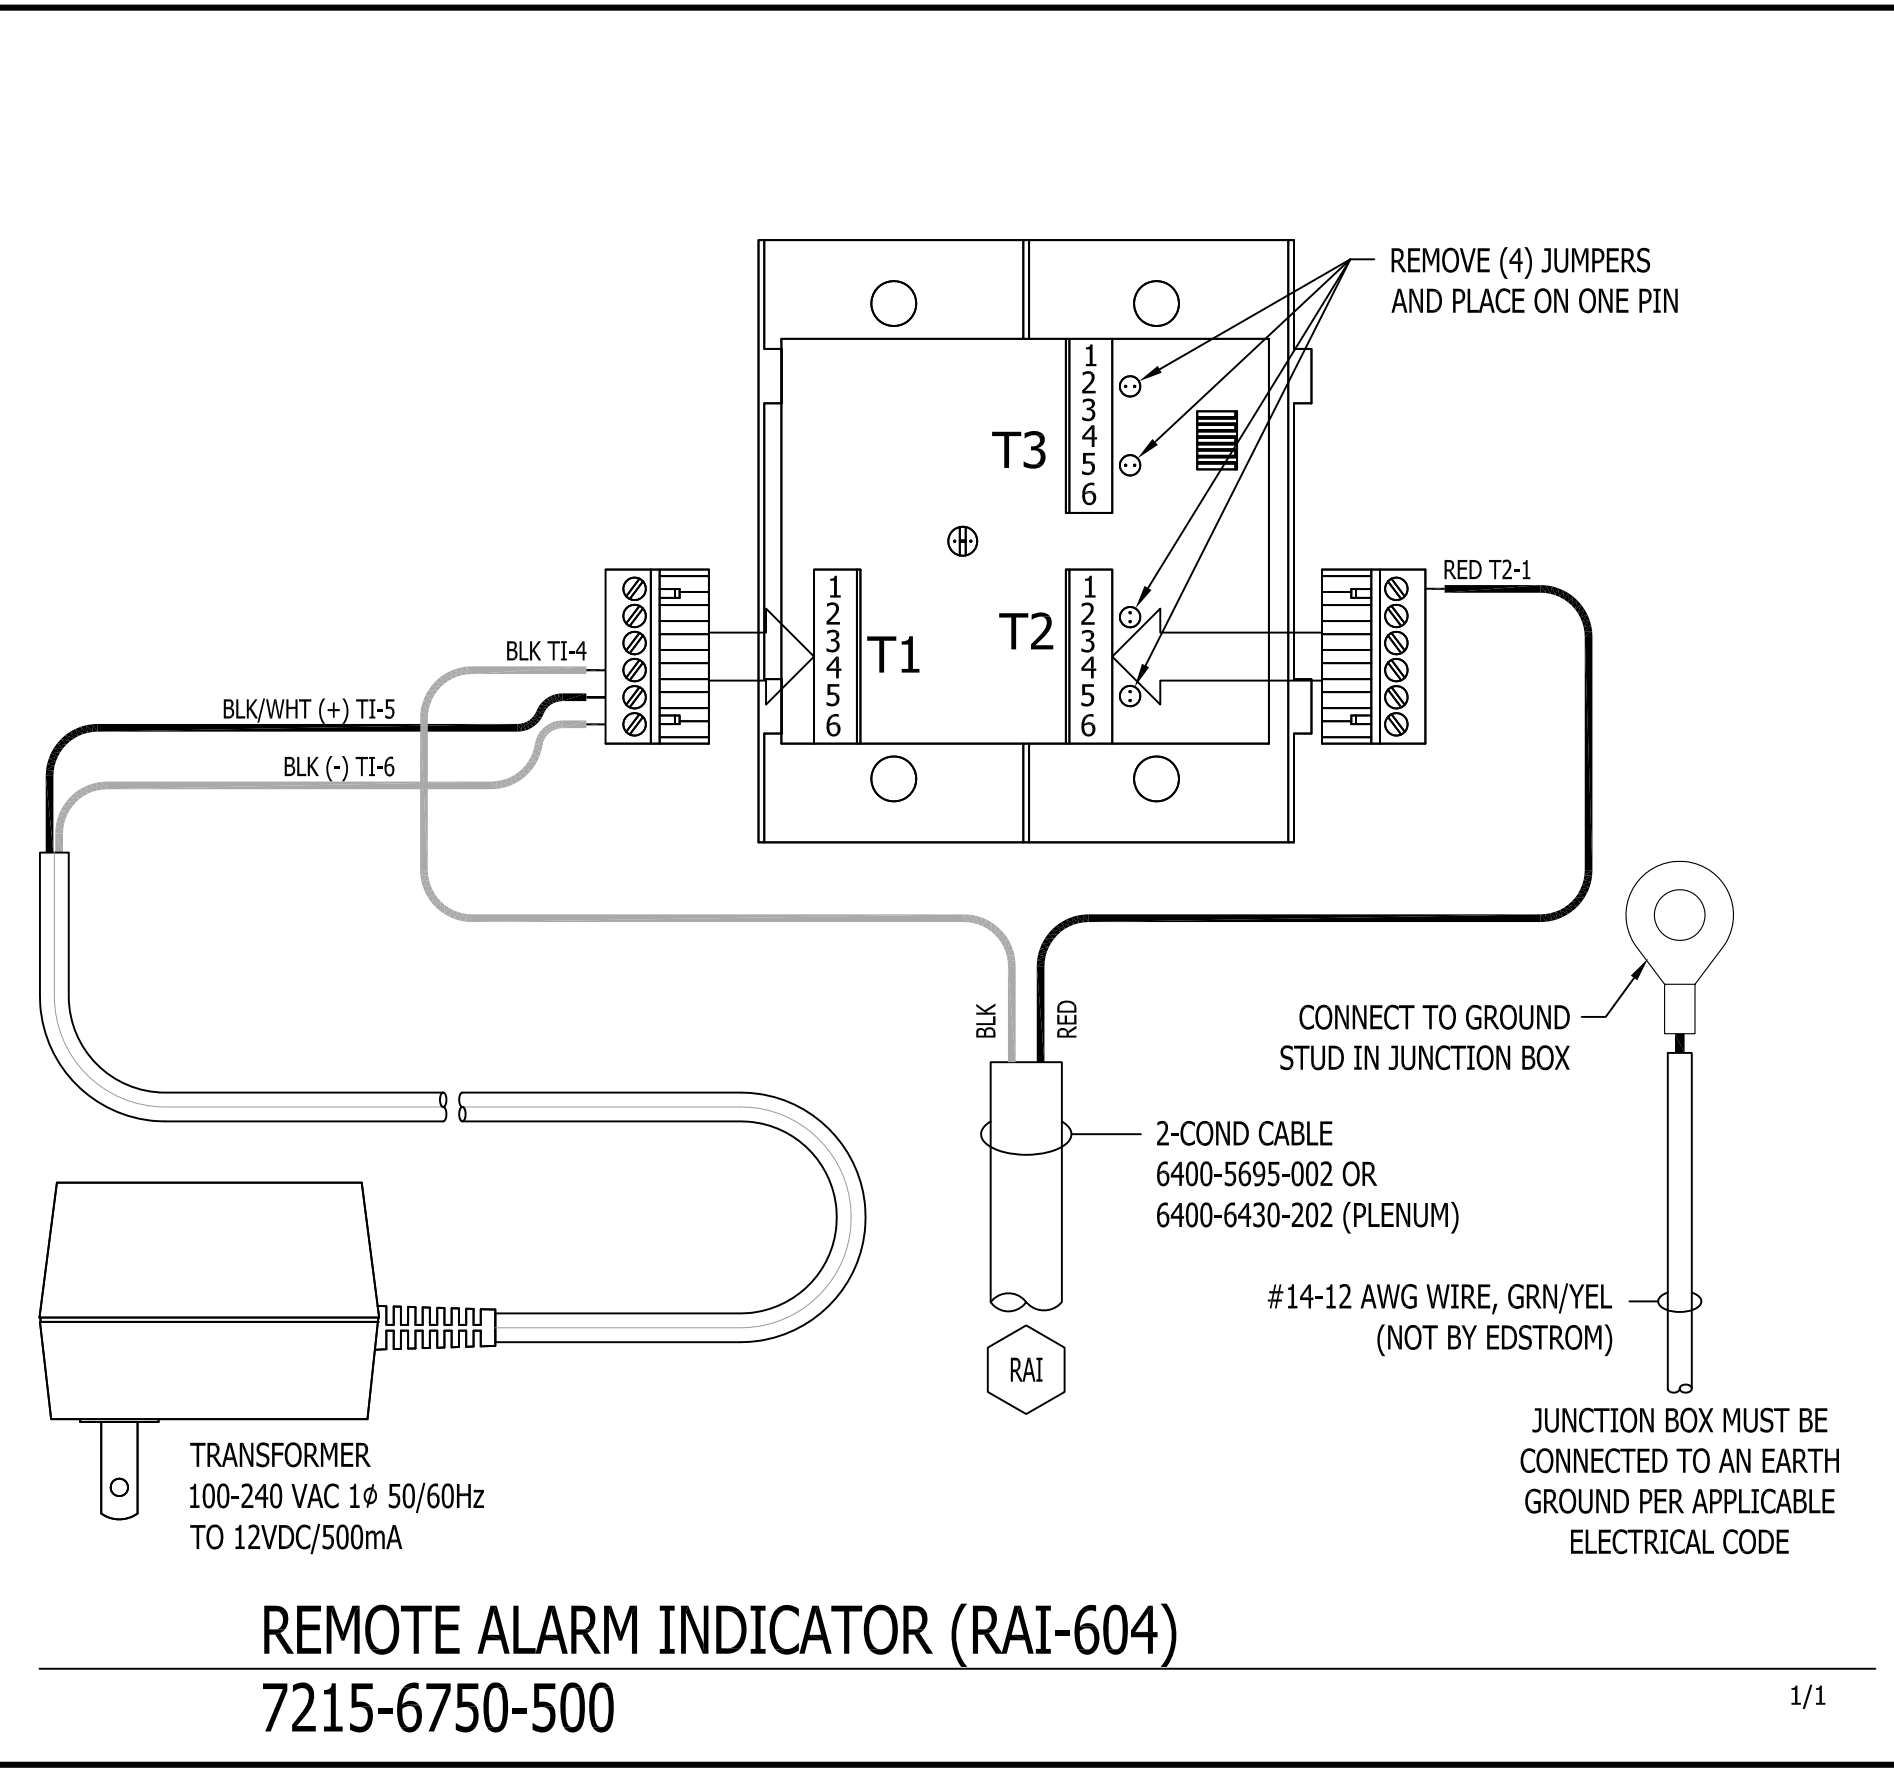 REMOVE (4) JUMPERS
AND PLACE ON ONE PIN
1
2
3
4
5
6
T3
1
2
3
4
5
6
T1
T2
1
2
3
4
5
6
RED T2-1
BLK TI-4
BLK/WHT (+) TI-5
BLK (-) TI-6
BLK
RED
CONNECT TO GROUND
STUD IN JUNCTION BOX
2-COND CABLE
6400-5695-002 OR
6400-6430-202 (PLENUM)
#14-12 AWG WIRE, GRN/YEL
(NOT BY EDSTROM)
RAI
JUNCTION BOX MUST BE
CONNECTED TO AN EARTH
GROUND PER APPLICABLE
ELECTRICAL CODE
TRANSFORMER
100-240 VAC 1ϕ 50/60Hz
TO 12VDC/500mA
REMOTE ALARM INDICATOR (RAI-604)
7215-6750-500
1/1